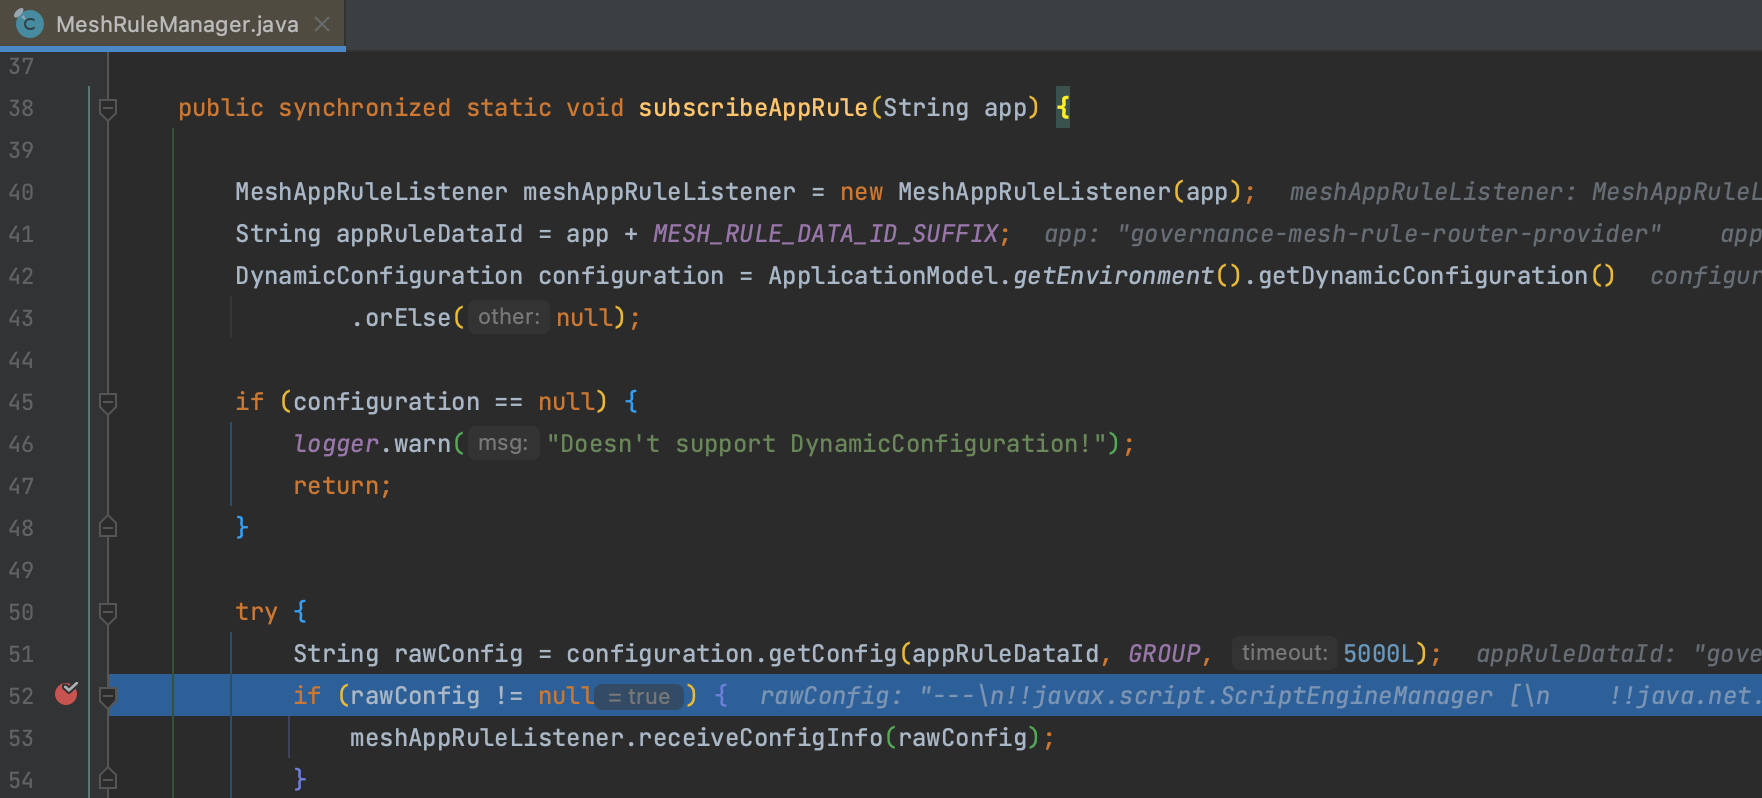 MeshRuleManager.java
37
38 public synchronized static void subscribeAppRule(String app) {
39
40 MeshAppRuleListener meshAppRuleListener = new MeshAppRuleListener(app); meshAppRuleListener: MeshAppRuleL
41 String appRuleDataId = app + MESH_RULE_DATA_ID_SUFFIX; app: "governance-mesh-rule-router-provider" app
42 DynamicConfiguration configuration = ApplicationModel.getEnvironment().getDynamicConfiguration() configur
43 .orElse( other: null);
44
45 if (configuration == null) {
46 logger.warn( msg: "Doesn't support DynamicConfiguration!");
47 return;
48 }
49
50 try {
51 String rawConfig = configuration.getConfig(appRuleDataId, GROUP, timeout: 5000L); appRuleDataId: "gove
52 if (rawConfig != null = true ) { rawConfig: "---\n!!javax.script.ScriptEngineManager [\n !!java.net.
53 meshAppRuleListener.receiveConfigInfo(rawConfig);
54 }